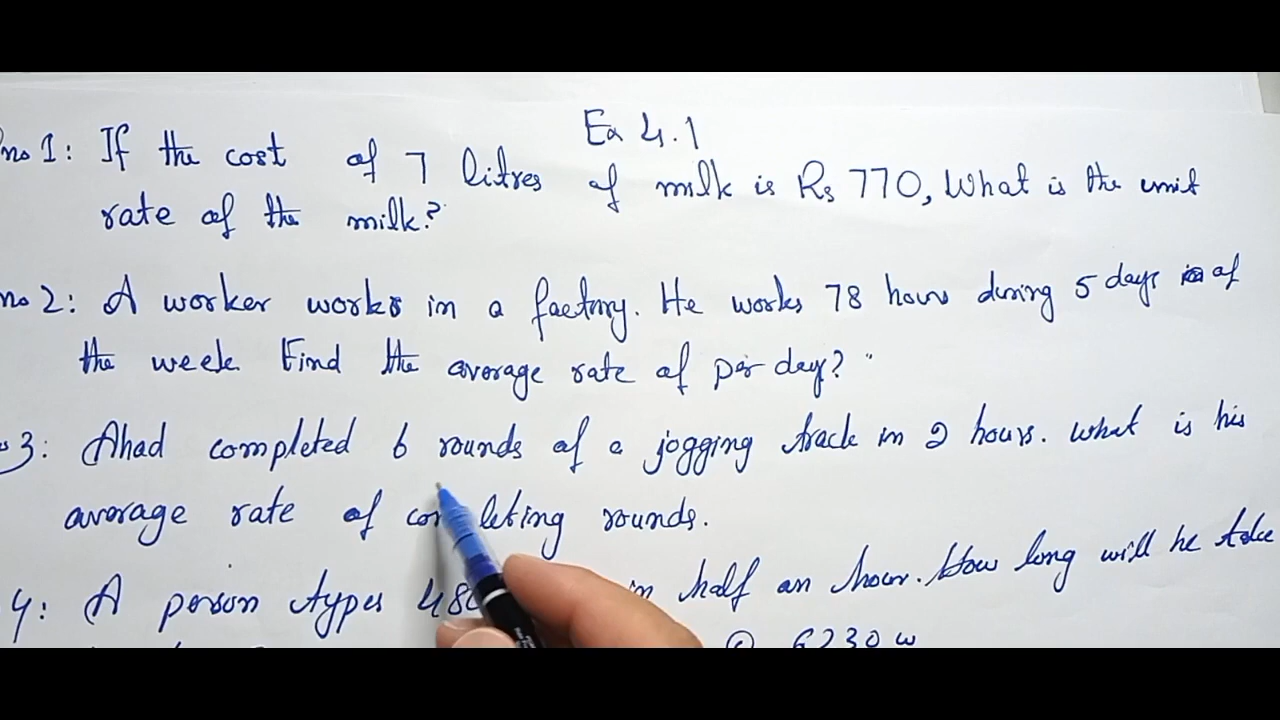 Ex 4.1
no 1: If the cost of 7 litres of milk is Rs 770, What is the unit
rate of the milk?
no 2: A worker works in a factory. He works 78 hours during 5 days of
the week Find the average rate of per day?
3: Ahad completed 6 rounds of a jogging track in 2 hours. what is his
average rate of completing rounds.
4: A person types 480 in half an hour. How long will he take
6230 w